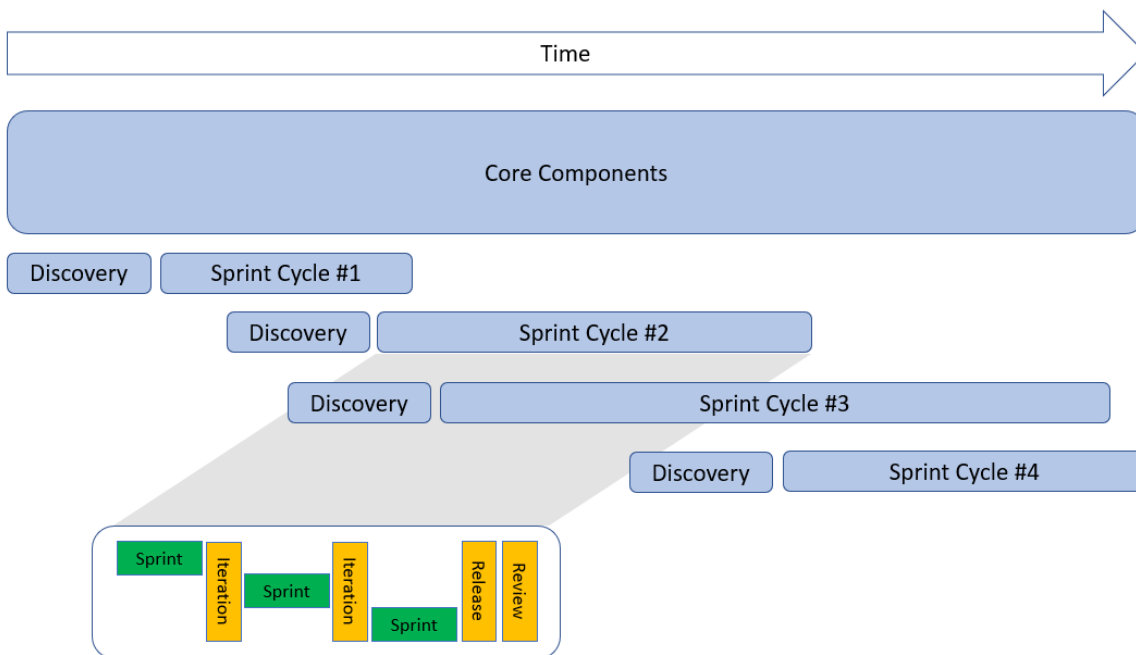 Time
Core Components
Discovery
Sprint Cycle #1
Discovery
Sprint Cycle #2
Discovery
Sprint Cycle #3
Discovery
Sprint Cycle #4
Sprint
Iteration
Sprint
Iteration
Sprint
Release
Review